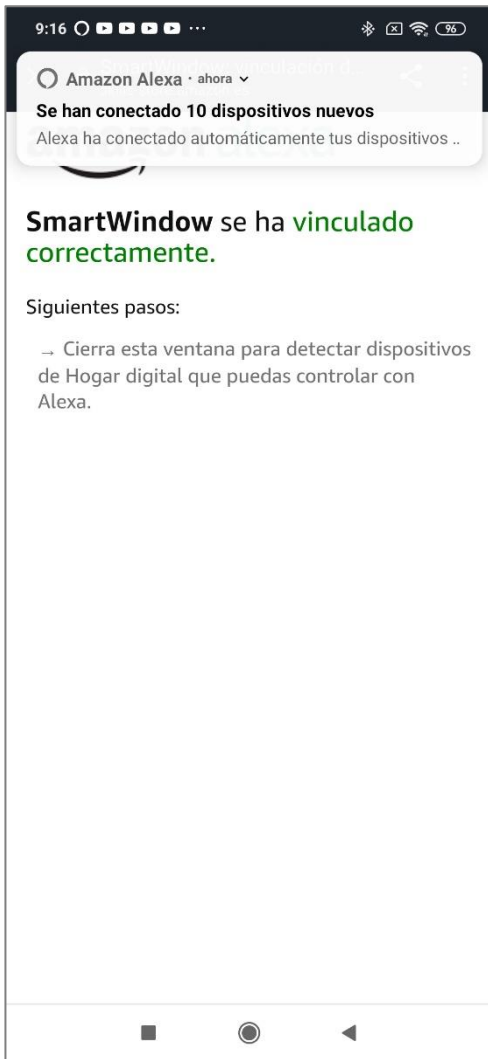 9:16
96
Amazon Alexa · ahora
Se han conectado 10 dispositivos nuevos
Alexa ha conectado automáticamente tus dispositivos ..
SmartWindow se ha vinculado
correctamente.
Siguientes pasos:
→ Cierra esta ventana para detectar dispositivos
de Hogar digital que puedas controlar con
Alexa.